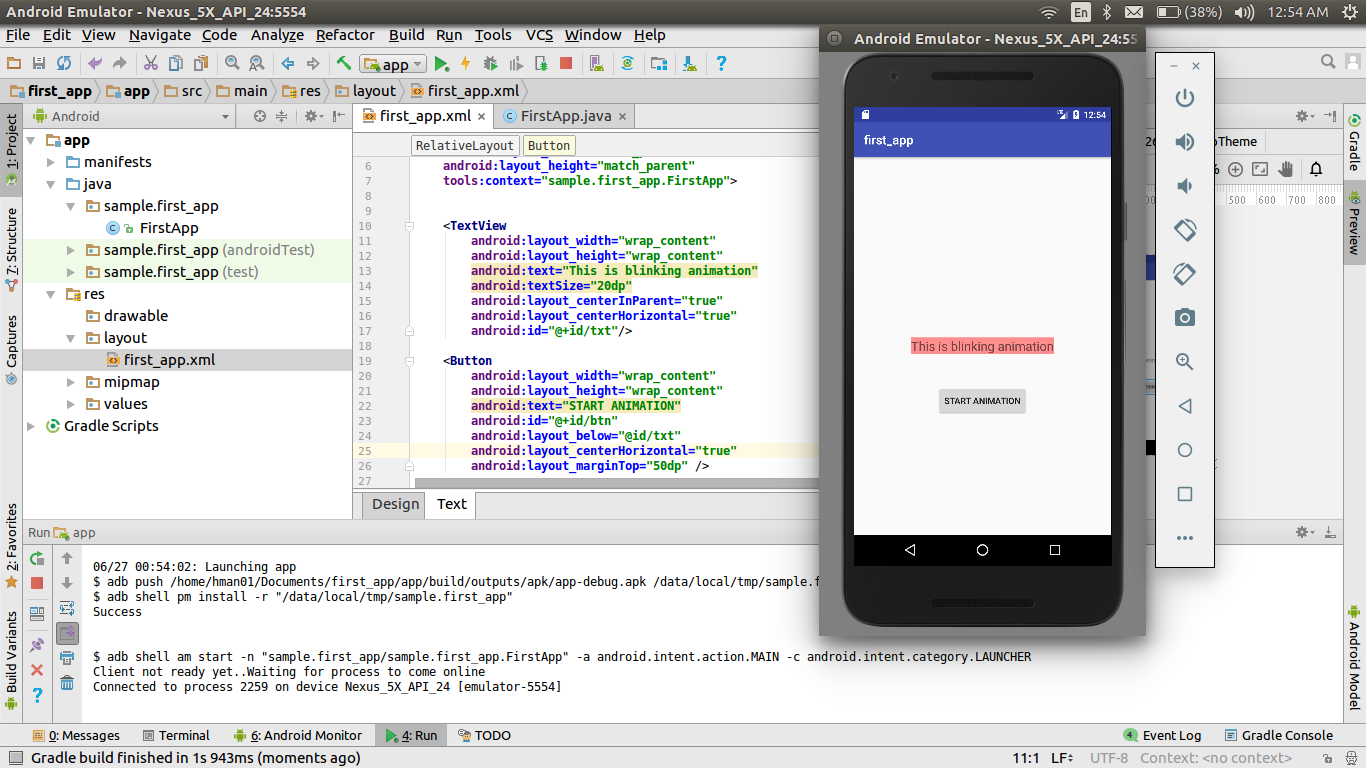 Android Emulator - Nexus_5X_API_24:5554
En
(38%)
12:54 AM
File Edit View Navigate Code Analyze Refactor Build Run Tools VCS Window Help
app
first_app app src main res layout first_app.xml
Android
first_app.xml FirstApp.java
1: Project
7: Structure
Captures
2: Favorites
Build Variants
app
manifests
java
sample.first_app
FirstApp
sample.first_app (androidTest)
sample.first_app (test)
res
drawable
layout
first_app.xml
mipmap
values
Gradle Scripts
RelativeLayout Button
6 android:layout_height="match_parent"
7 tools:context="sample.first_app.FirstApp">
8
9
10 <TextView
11 android:layout_width="wrap_content"
12 android:layout_height="wrap_content"
13 android:text="This is blinking animation"
14 android:textSize="20dp"
15 android:layout_centerInParent="true"
16 android:layout_centerHorizontal="true"
17 android:id="@+id/txt"/>
18
19 <Button
20 android:layout_width="wrap_content"
21 android:layout_height="wrap_content"
22 android:text="START ANIMATION"
23 android:id="@+id/btn"
24 android:layout_below="@id/txt"
25 android:layout_centerHorizontal="true"
26 android:layout_marginTop="50dp" />
27
Design Text
Android Emulator - Nexus_5X_API_24:55
12:54
first_app
This is blinking animation
START ANIMATION
Theme
500 600 700 800
Gradle
Preview
Android Model
Run app
06/27 00:54:02: Launching app
$ adb push /home/hman01/Documents/first_app/app/build/outputs/apk/app-debug.apk /data/local/tmp/sample.f
$ adb shell pm install -r "/data/local/tmp/sample.first_app"
Success
$ adb shell am start -n "sample.first_app/sample.first_app.FirstApp" -a android.intent.action.MAIN -c android.intent.category.LAUNCHER
Client not ready yet..Waiting for process to come online
Connected to process 2259 on device Nexus_5X_API_24 [emulator-5554]
0: Messages Terminal 6: Android Monitor 4: Run TODO 4 Event Log Gradle Console
Gradle build finished in 1s 943ms (moments ago) 11:1 LF UTF-8 Context: <no context>